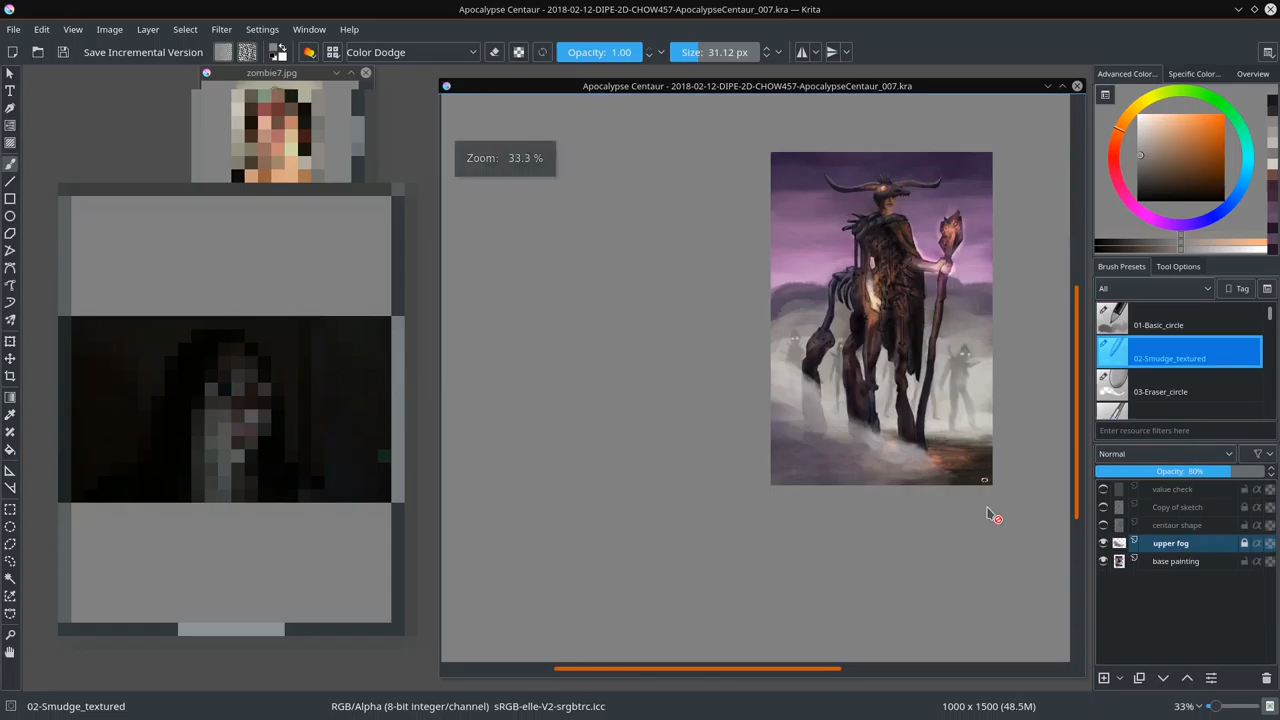 Apocalypse Centaur - 2018-02-12-DIPE-2D-CHOW457-ApocalypseCentaur_007.kra — Krita
File Edit View Image Layer Select Filter Settings Window Help
Save Incremental Version Color Dodge Opacity: 1.00 Size: 31.12 px
zombie7.jpg
Apocalypse Centaur - 2018-02-12-DIPE-2D-CHOW457-ApocalypseCentaur_007.kra
Zoom: 33.3 %
Advanced Color... Specific Color... Overview
Brush Presets Tool Options
All Tag
01-Basic_circle
02-Smudge_textured
03-Eraser_circle
Enter resource filters here
Normal
Opacity: 80%
value check
Copy of sketch
centaur shape
upper fog
base painting
02-Smudge_textured RGB/Alpha (8-bit integer/channel) sRGB-elle-V2-srgbtrc.icc 1000 x 1500 (48.5M) 33%